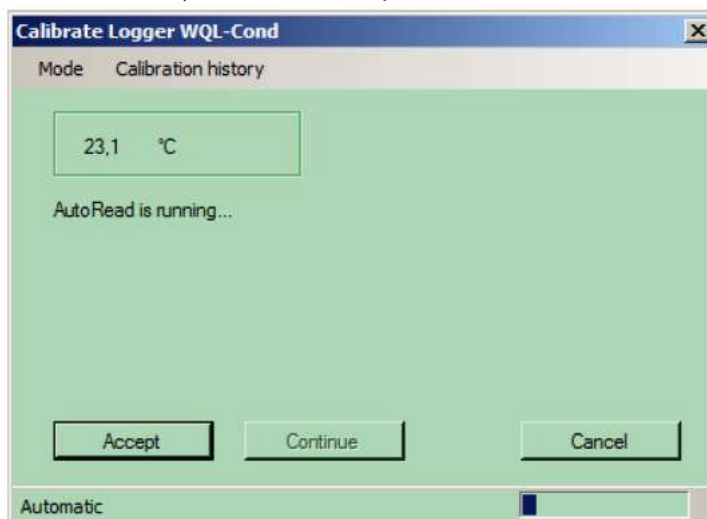 Calibrate Logger WQL-Cond
Mode Calibration history
23,1 °C
AutoRead is running...
Accept Continue Cancel
Automatic